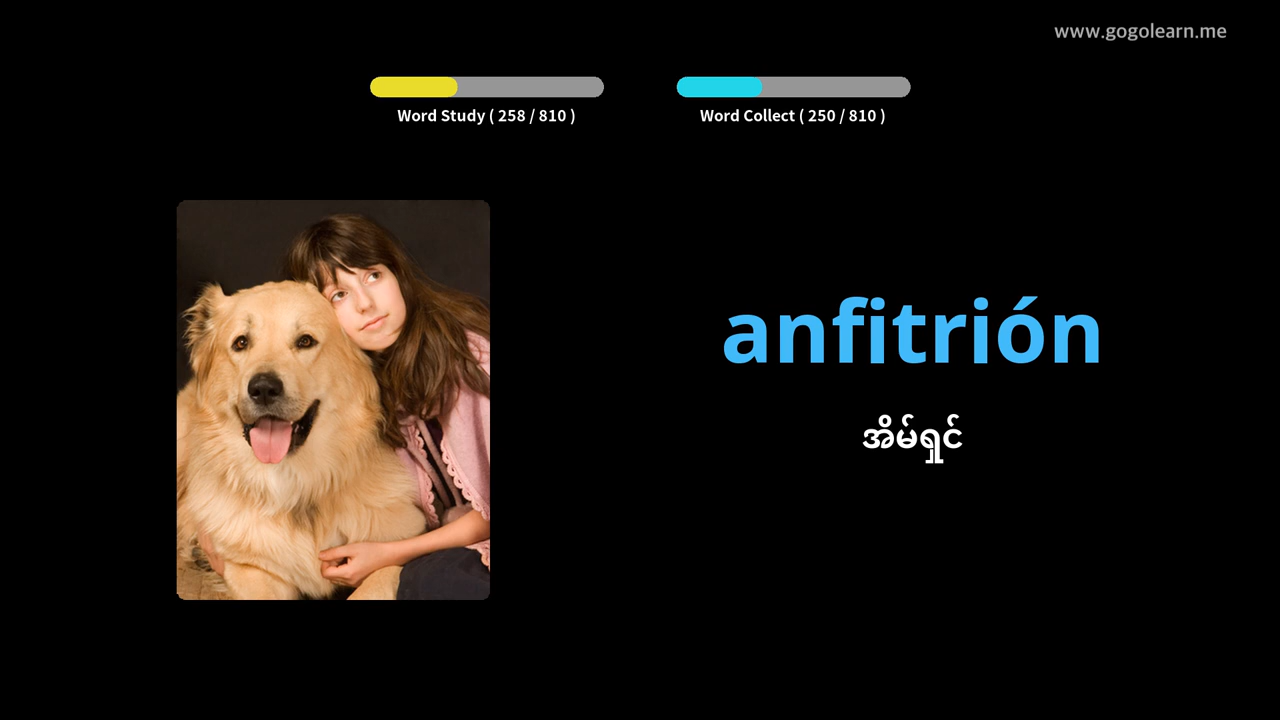 www.gogolearn.me
Word Study ( 258 / 810 )
Word Collect ( 250 / 810 )
anfitrión
အိမ်ရှင်